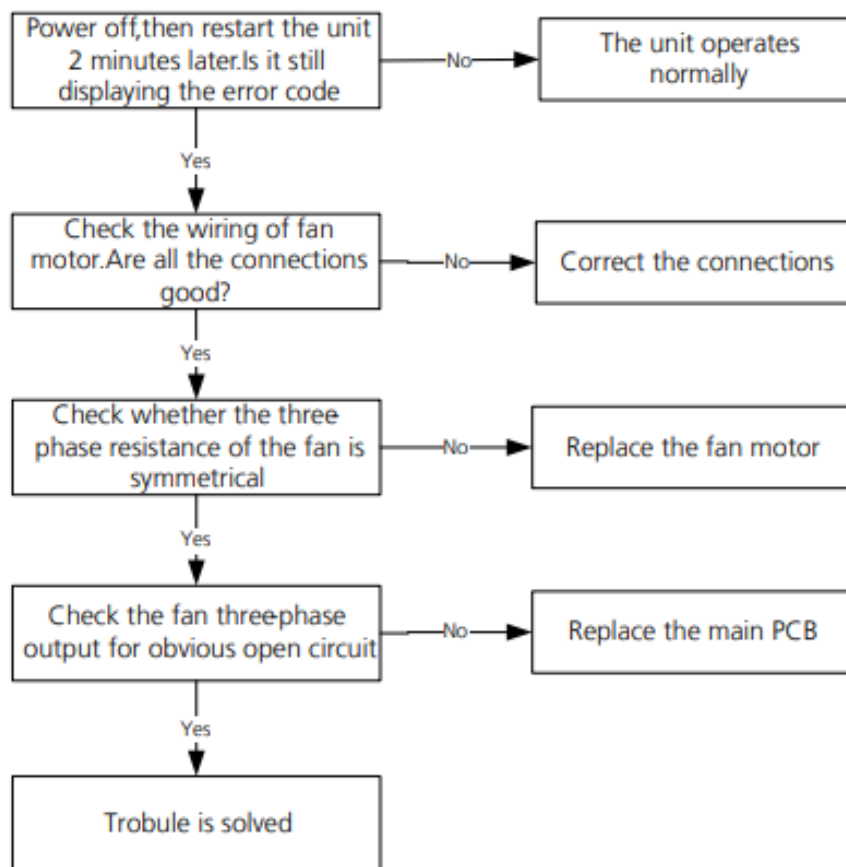 Power off,then restart the unit
2 minutes later.Is it still
displaying the error code
No
The unit operates
normally
Yes
Check the wiring of fan
motor.Are all the connections
good?
No
Correct the connections
Yes
Check whether the three-
phase resistance of the fan is
symmetrical
No
Replace the fan motor
Yes
Check the fan three-phase
output for obvious open circuit
No
Replace the main PCB
Yes
Trobule is solved